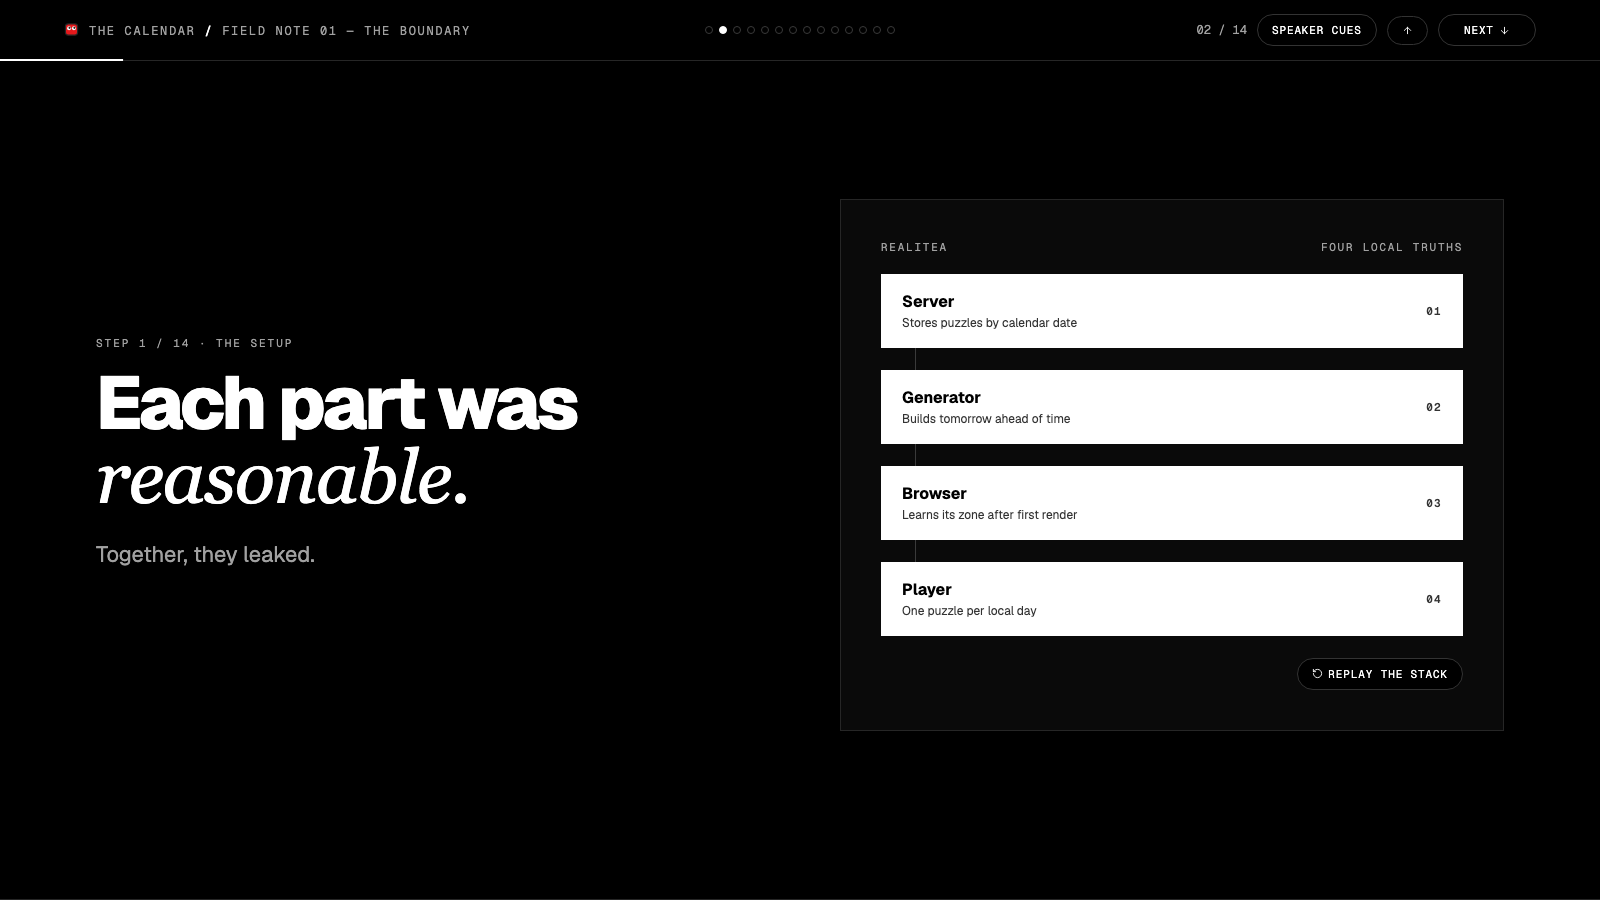 THE CALENDAR / FIELD NOTE 01 — THE BOUNDARY
02 / 14
SPEAKER CUES
↑
NEXT ↓
STEP 1 / 14 · THE SETUP
Each part was
reasonable.
Together, they leaked.
REALITEA
FOUR LOCAL TRUTHS
Server
Stores puzzles by calendar date
01
Generator
Builds tomorrow ahead of time
02
Browser
Learns its zone after first render
03
Player
One puzzle per local day
04
REPLAY THE STACK